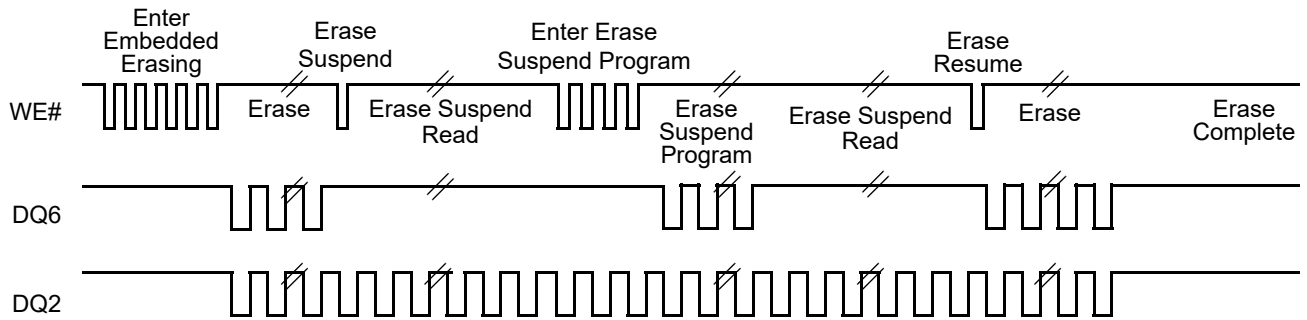 Enter
Embedded
Erasing
Erase
Suspend
Enter Erase
Suspend Program
Erase
Resume
WE#
Erase
Erase Suspend
Read
Erase
Suspend
Program
Erase Suspend
Read
Erase
Erase
Complete
DQ6
DQ2